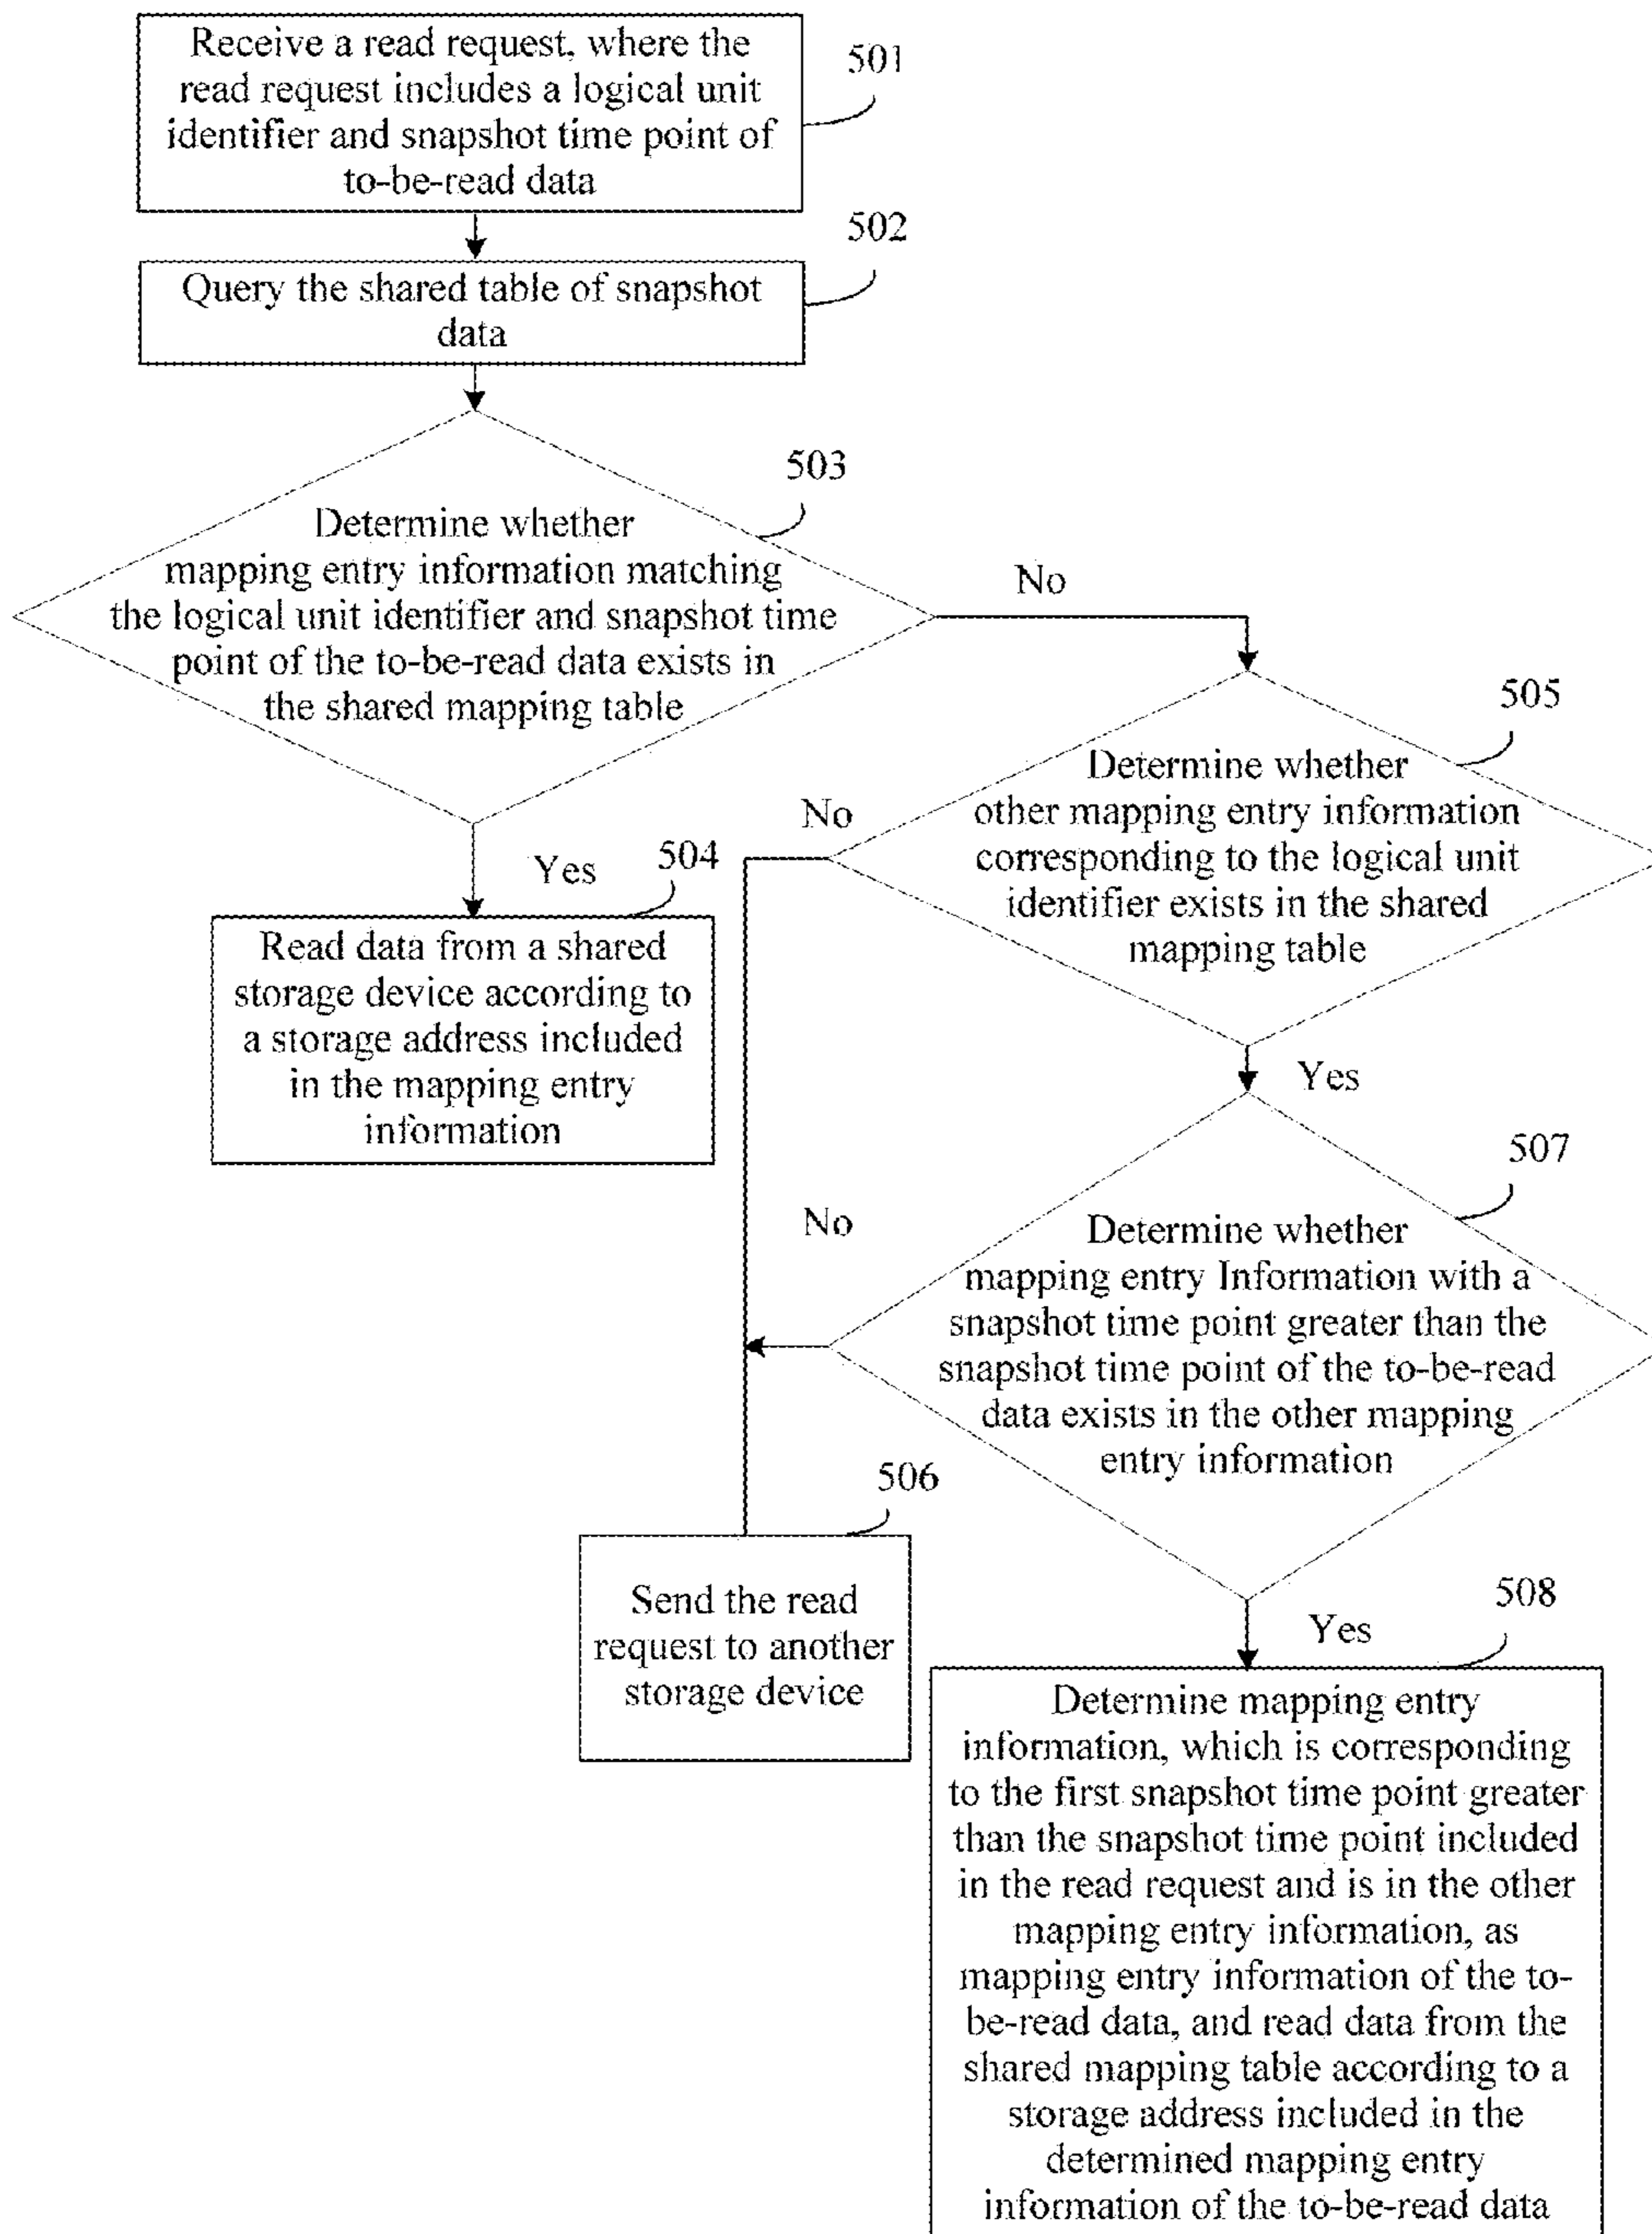 Receive a read request, where the
read request includes a logical unit
identifier and snapshot time point of
to-be-read data
501
502
Query the shared table of snapshot
data
503
Determine whether
mapping entry information matching
the logical unit identifier and snapshot time
point of the to-be-read data exists in
the shared mapping table
No
505
Determine whether
other mapping entry information
corresponding to the logical unit
identifier exists in the shared
mapping table
No
Yes
504
Read data from a shared
storage device according to
a storage address included
in the mapping entry
information
Yes
507
No
Determine whether
mapping entry Information with a
snapshot time point greater than the
snapshot time point of the to-be-read
data exists in the other mapping
entry information
506
Send the read
request to another
storage device
Yes
508
Determine mapping entry
information, which is corresponding
to the first snapshot time point greater
than the snapshot time point included
in the read request and is in the other
mapping entry information, as
mapping entry information of the to-
be-read data, and read data from the
shared mapping table according to a
storage address included in the
determined mapping entry
information of the to-be-read data